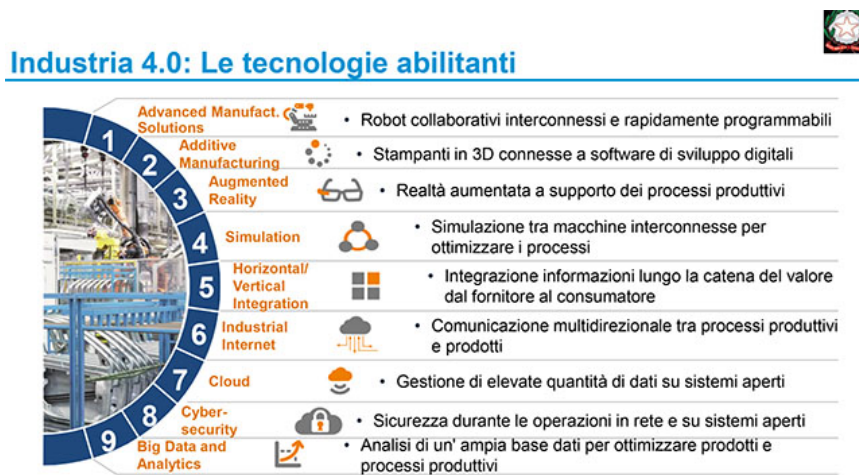 Industria 4.0: Le tecnologie abilitanti
1
Advanced Manufact.
Solutions
• Robot collaborativi interconnessi e rapidamente programmabili
2
Additive
Manufacturing
• Stampanti in 3D connesse a software di sviluppo digitali
3
Augmented
Reality
• Realtà aumentata a supporto dei processi produttivi
4
Simulation
• Simulazione tra macchine interconnesse per
ottimizzare i processi
5
Horizontal/
Vertical
Integration
• Integrazione informazioni lungo la catena del valore
dal fornitore al consumatore
6
Industrial
Internet
• Comunicazione multidirezionale tra processi produttivi
e prodotti
7
Cloud
• Gestione di elevate quantità di dati su sistemi aperti
8
Cyber-
security
• Sicurezza durante le operazioni in rete e su sistemi aperti
9
Big Data and
Analytics
• Analisi di un' ampia base dati per ottimizzare prodotti e
processi produttivi